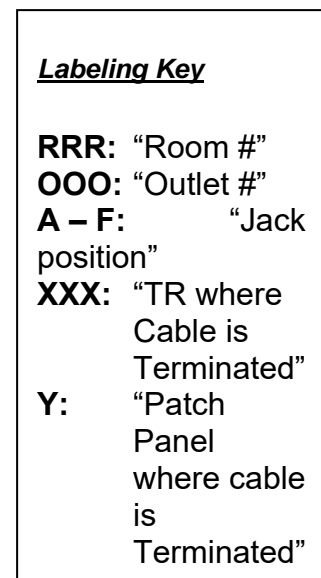 Labeling Key
RRR: “Room #”
OOO: “Outlet #”
A – F: “Jack
position”
XXX: “TR where
Cable is
Terminated”
Y: “Patch
Panel
where cable
is
Terminated”